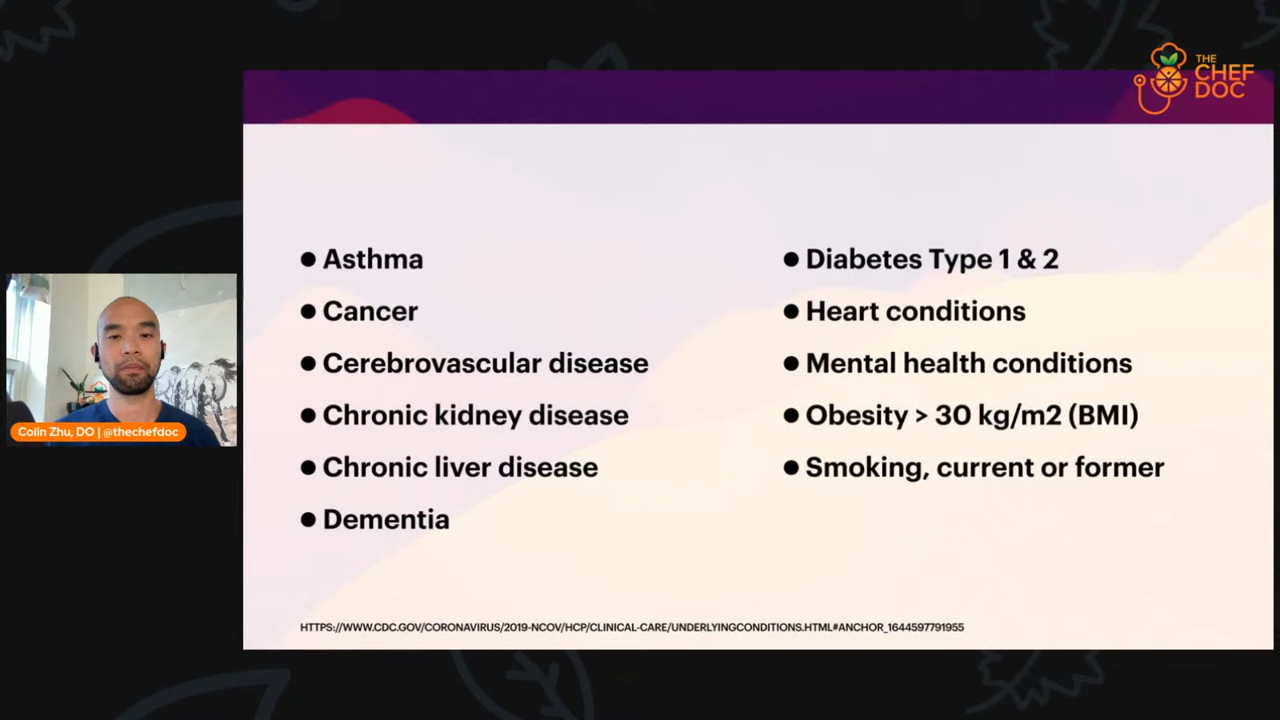 THE
CHEF
DOC
● Asthma
● Cancer
● Cerebrovascular disease
● Chronic kidney disease
● Chronic liver disease
● Dementia
● Diabetes Type 1 & 2
● Heart conditions
● Mental health conditions
● Obesity > 30 kg/m2 (BMI)
● Smoking, current or former
Colin Zhu, DO | @thechefdoc
HTTPS://WWW.CDC.GOV/CORONAVIRUS/2019-NCOV/HCP/CLINICAL-CARE/UNDERLYINGCONDITIONS.HTML#ANCHOR_1644597791955